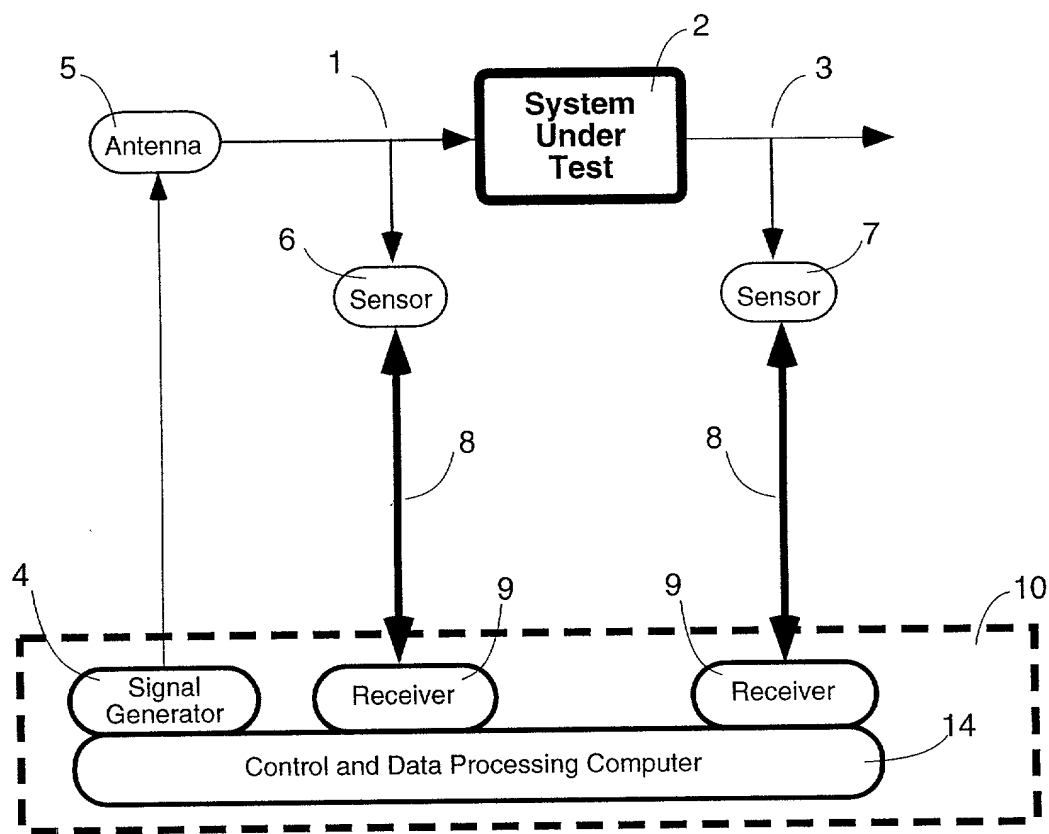 1
2
3
5
System
Under
Test
Antenna
6
7
Sensor
Sensor
8
8
4
9
9
10
Signal
Generator
Receiver
Receiver
14
Control and Data Processing Computer